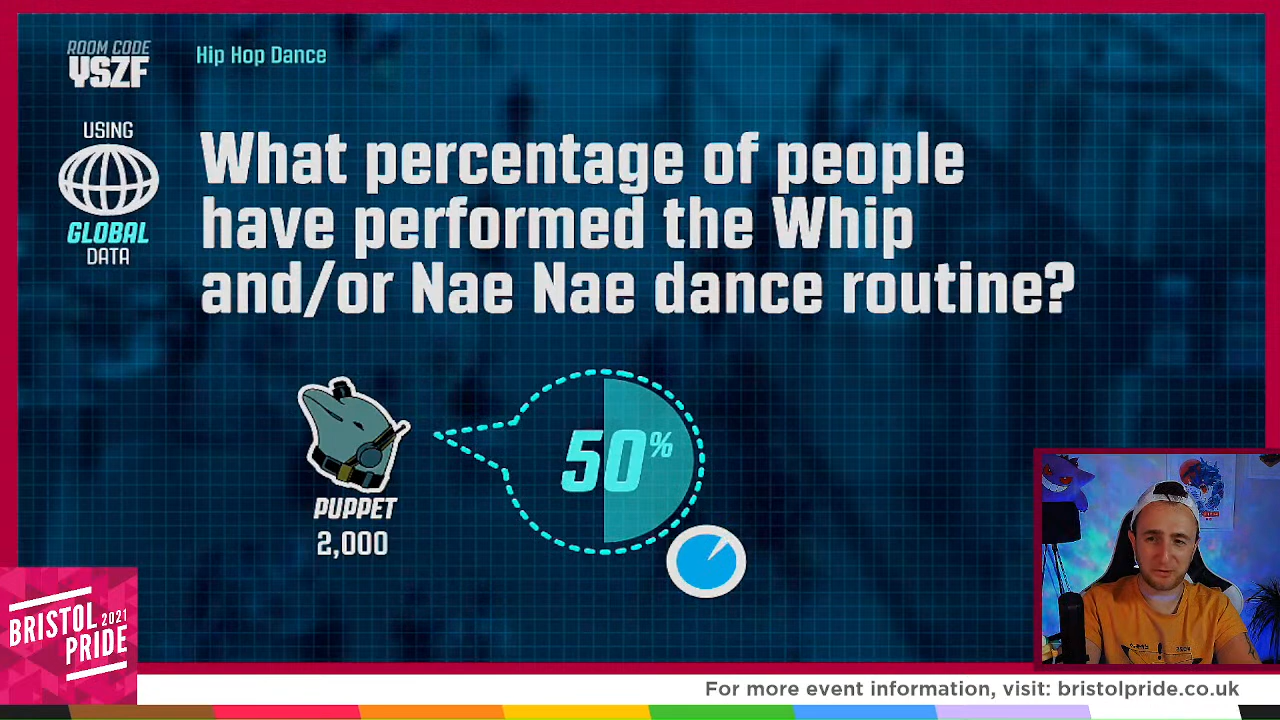 ROOM CODE
YSZF
Hip Hop Dance
USING
GLOBAL
DATA
What percentage of people
have performed the Whip
and/or Nae Nae dance routine?
50%
PUPPET
2,000
BRISTOL 2021
PRIDE
For more event information, visit: bristolpride.co.uk